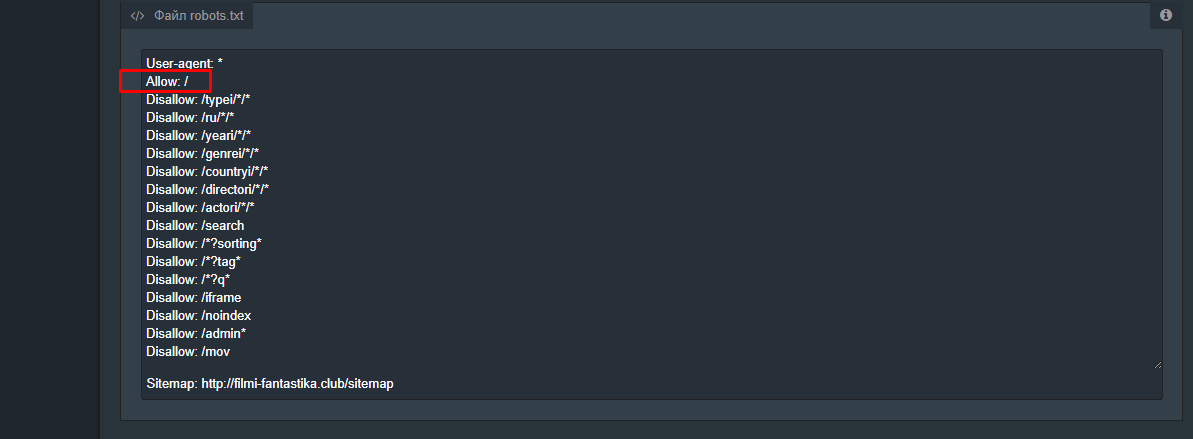 </> Файл robots.txt
User-agent: *
Allow: /
Disallow: /typei/*/*
Disallow: /ru/*/*
Disallow: /yeari/*/*
Disallow: /genrei/*/*
Disallow: /countryi/*/*
Disallow: /directori/*/*
Disallow: /actori/*/*
Disallow: /search
Disallow: /*?sorting*
Disallow: /*?tag*
Disallow: /*?q*
Disallow: /iframe
Disallow: /noindex
Disallow: /admin*
Disallow: /mov
Sitemap: http://filmi-fantastika.club/sitemap